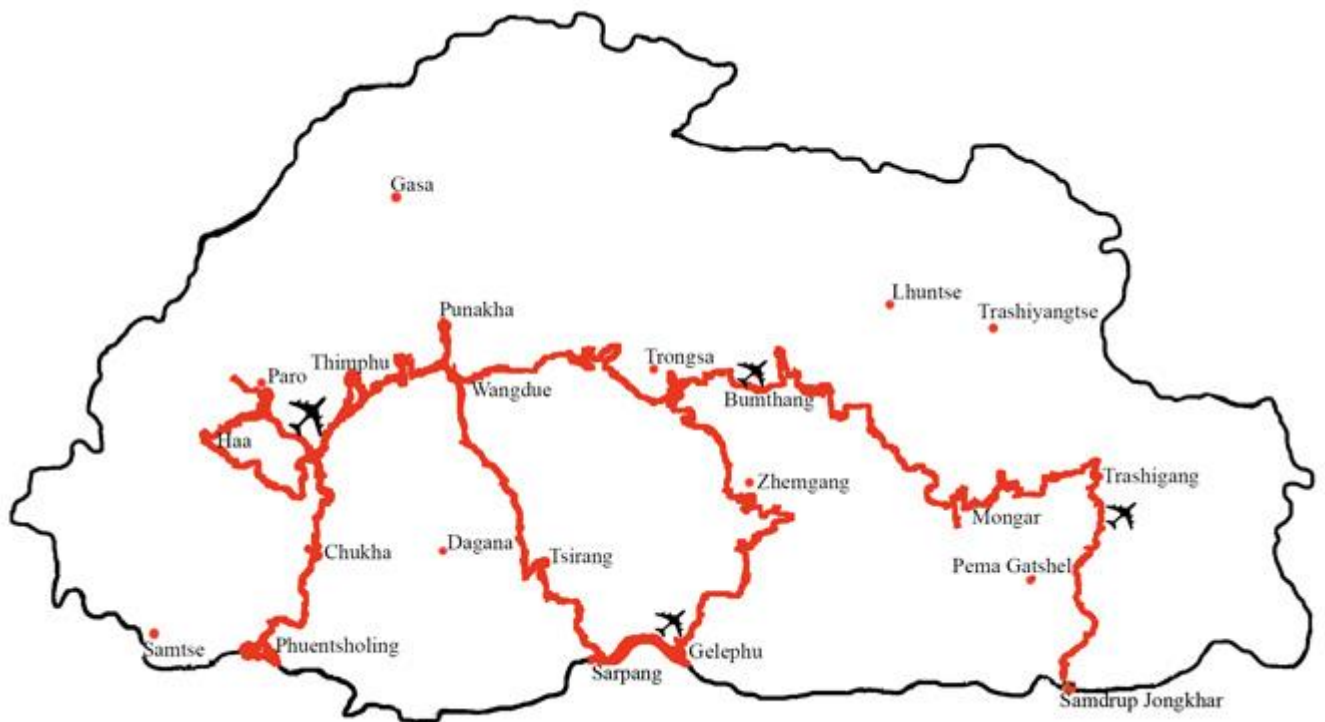 Gasa
Lhuntse
Trashiyangtse
Punakha
Thimphu
Trongsa
Paro
Wangdue
Bumthang
Haa
Trashigang
Zhemgang
Mongar
Dagana
Chukha
Tsirang
Pema Gatshel
Samtse
Phuentsholing
Gelephu
Sarpang
Samdrup Jongkhar